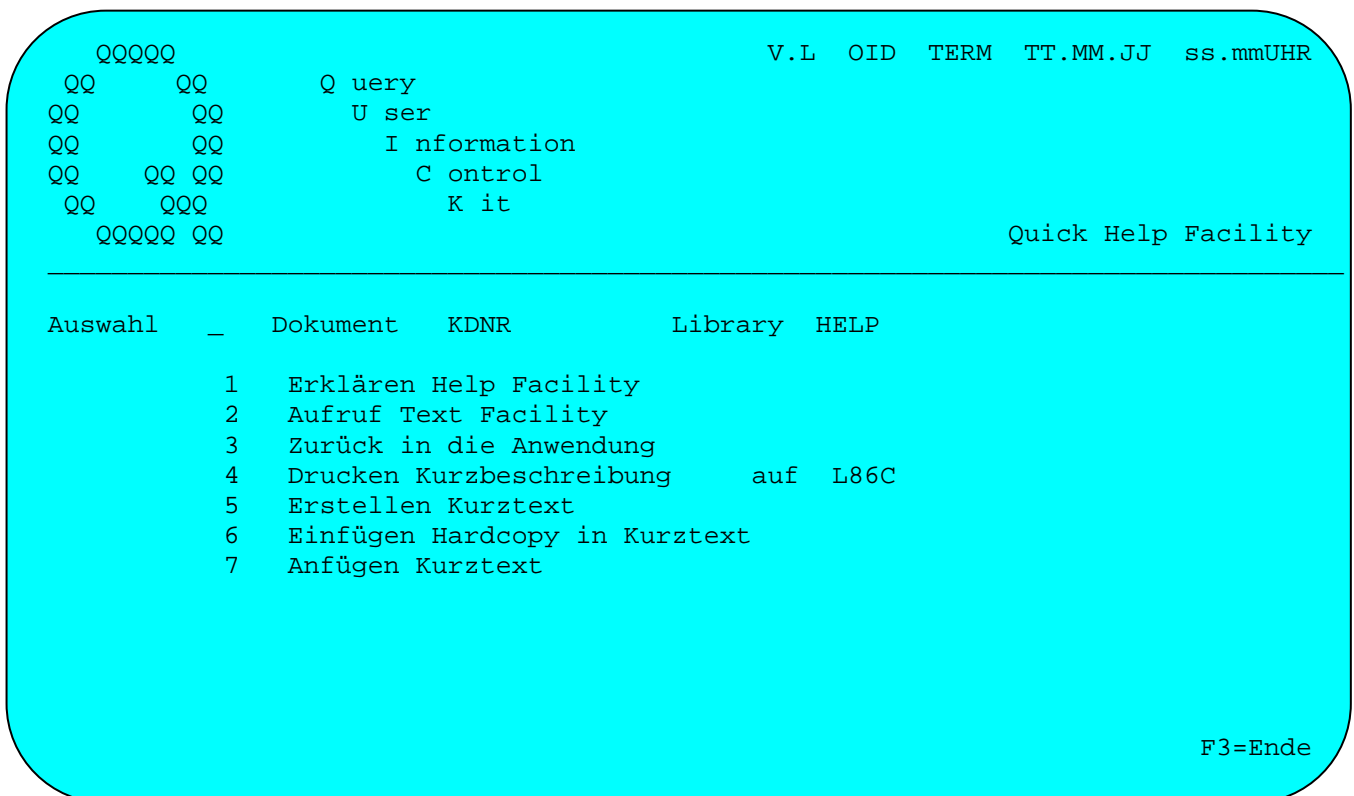 QQQQQ V.L OID TERM TT.MM.JJ ss.mmUHR
QQ QQ Q uery
QQ QQ U ser
QQ QQ I nformation
QQ QQ QQ C ontrol
QQ QQQ K it
QQQQQ QQ Quick Help Facility
Auswahl _ Dokument KDNR Library HELP
1 Erklären Help Facility
2 Aufruf Text Facility
3 Zurück in die Anwendung
4 Drucken Kurzbeschreibung auf L86C
5 Erstellen Kurztext
6 Einfügen Hardcopy in Kurztext
7 Anfügen Kurztext
F3=Ende